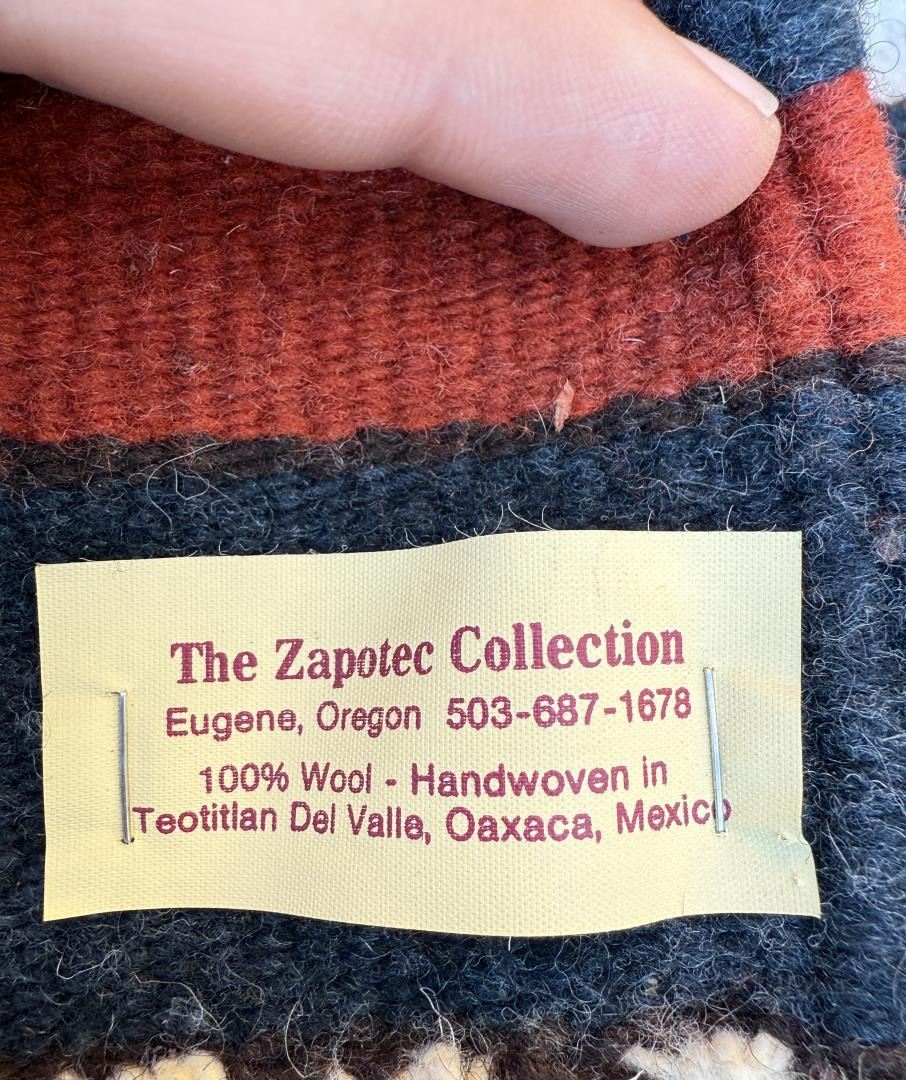 The Zapotec Collection
Eugene, Oregon 503-687-1678
100% Wool - Handwoven in
Teotitlan Del Valle, Oaxaca, Mexico